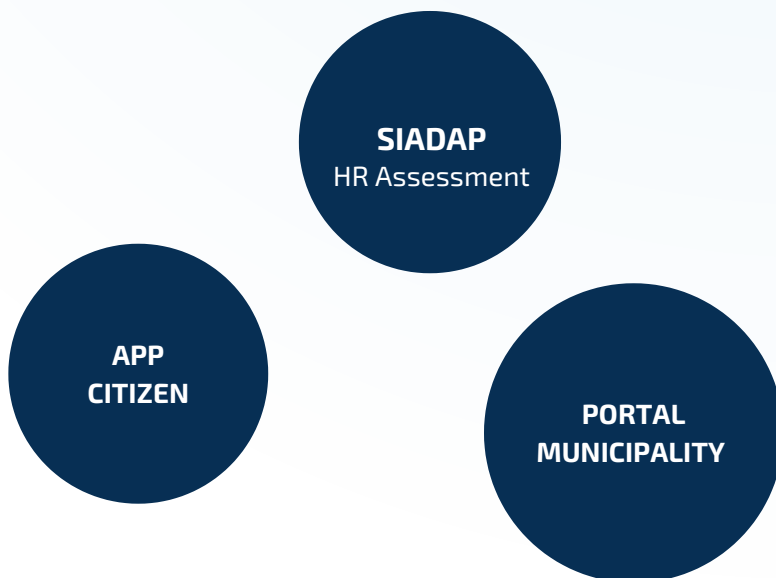 SIADAP
HR Assessment
APP
CITIZEN
PORTAL
MUNICIPALITY